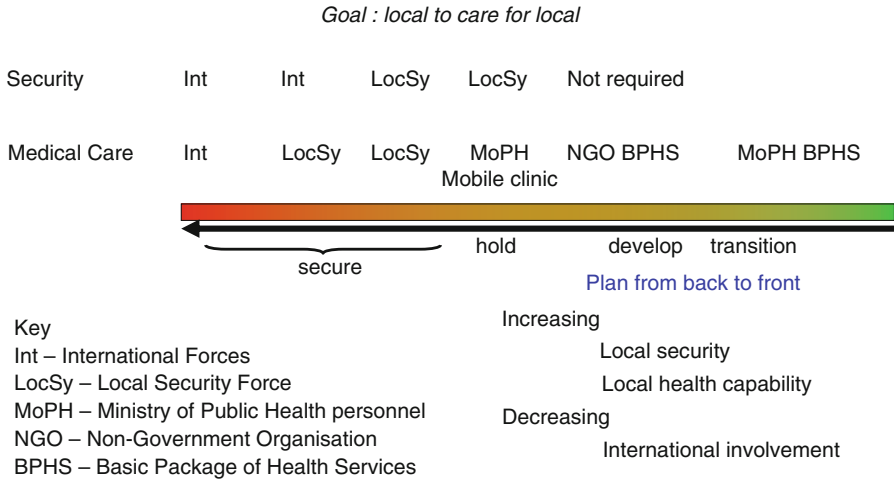 Goal : local to care for local
Security Int Int LocSy LocSy Not required
Medical Care Int LocSy LocSy MoPH NGO BPHS MoPH BPHS
Mobile clinic
secure hold develop transition
Plan from back to front
Key
Int – International Forces
LocSy – Local Security Force
MoPH – Ministry of Public Health personnel
NGO – Non-Government Organisation
BPHS – Basic Package of Health Services
Increasing
Local security
Local health capability
Decreasing
International involvement